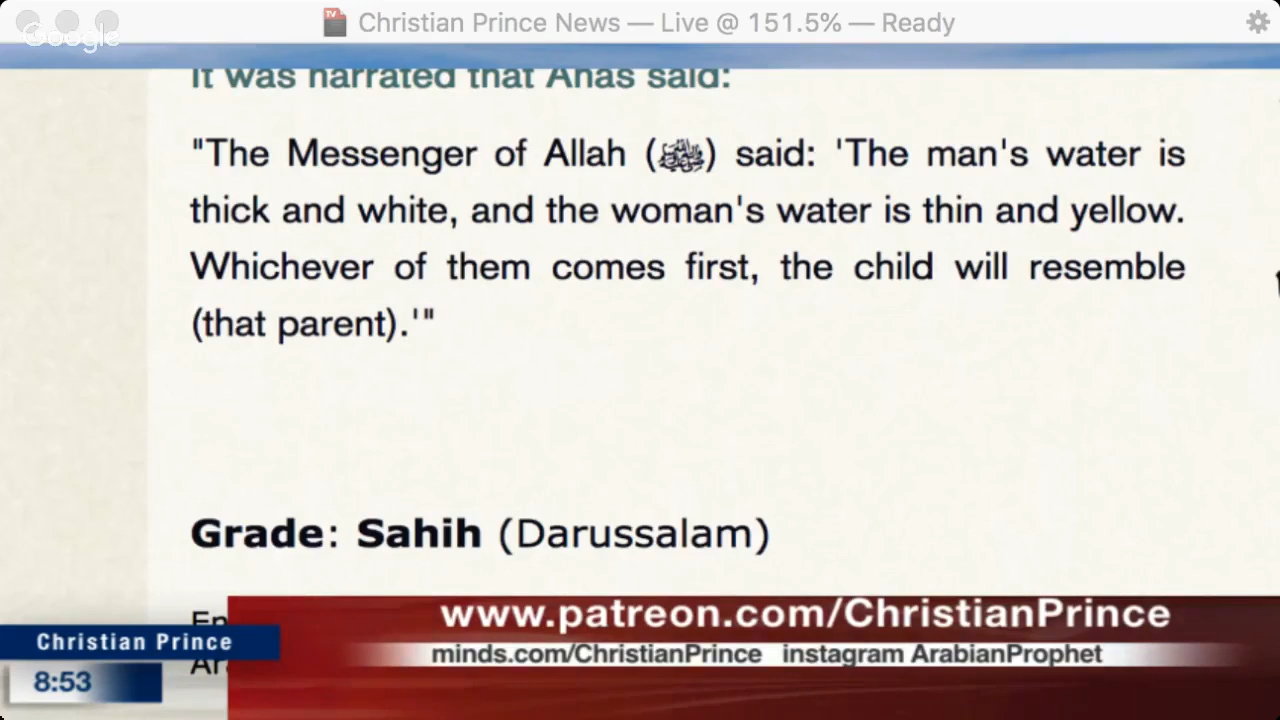 Christian Prince News — Live @ 151.5% — Ready
Google
It was narrated that Anas said:
"The Messenger of Allah (ﷺ) said: 'The man's water is
thick and white, and the woman's water is thin and yellow.
Whichever of them comes first, the child will resemble
(that parent).'"
Grade: Sahih (Darussalam)
www.patreon.com/ChristianPrince
Christian Prince
minds.com/ChristianPrince instagram ArabianProphet
8:53